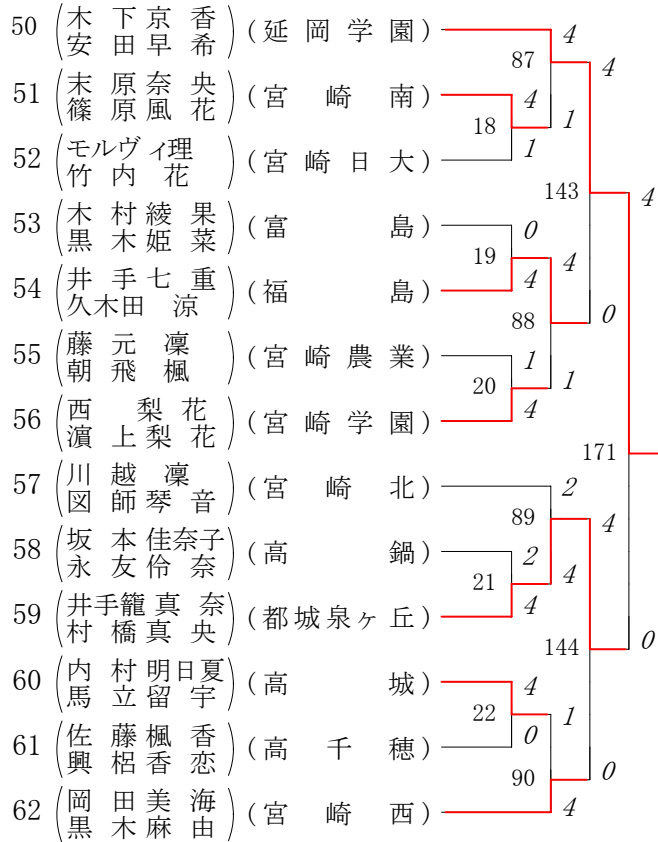 50 (木下京香 安田早希) (延岡学園) 4
87 4
51 (末原奈央 篠原風花) (宮崎南) 4
18 1
52 (モルヴィ理 竹内花) (宮崎日大) 1
143 4
53 (木村綾果 黒木姫菜) (富島) 0
19 4
54 (井手七重 久木田涼) (福島) 4
88 0
55 (藤元凜 朝飛楓) (宮崎農業) 1
20 1
56 (西梨花 濵上梨花) (宮崎学園) 4
171
57 (川越凜 図師琴音) (宮崎北) 2
89 4
58 (坂本佳奈子 永友伶奈) (高鍋) 2
21 4
59 (井手籠真奈 村橋真央) (都城泉ヶ丘) 4
144 0
60 (内村明日夏 馬立留宇) (高城) 4
22 1
61 (佐藤楓香 興梠香恋) (高千穂) 0
90 0
62 (岡田美海 黒木麻由) (宮崎西) 4